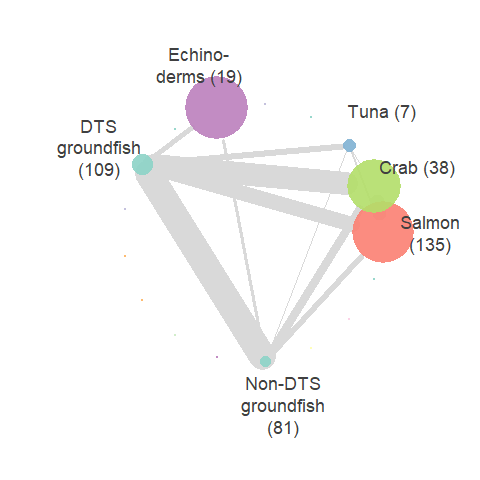 Echino-
derms (19)
Tuna (7)
DTS
groundfish
(109)
Crab (38)
Salmon
(135)
Non-DTS
groundfish
(81)